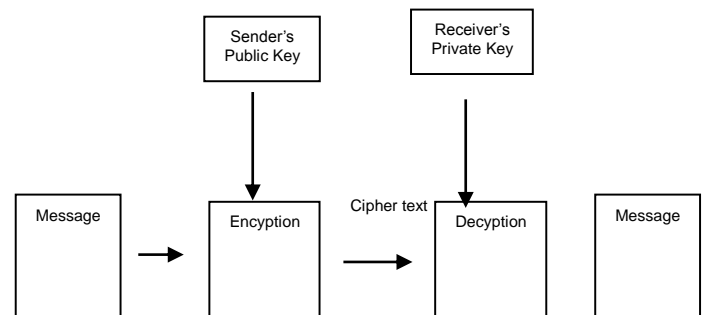 Sender’s
Public Key
Receiver’s
Private Key
Message
Encyption
Cipher text
Decyption
Message